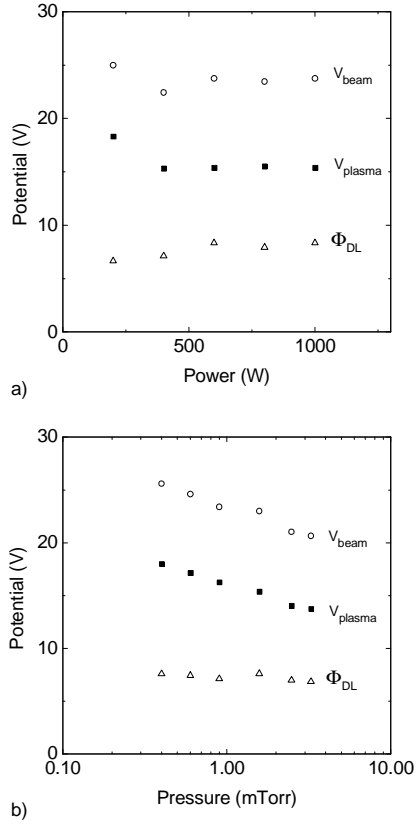 30
V_beam
20
Potential (V)
V_plasma
10
Φ_DL
0
0 500 1000
Power (W)
a)
30
V_beam
20
Potential (V)
V_plasma
10
Φ_DL
0
0.10 1.00 10.00
Pressure (mTorr)
b)